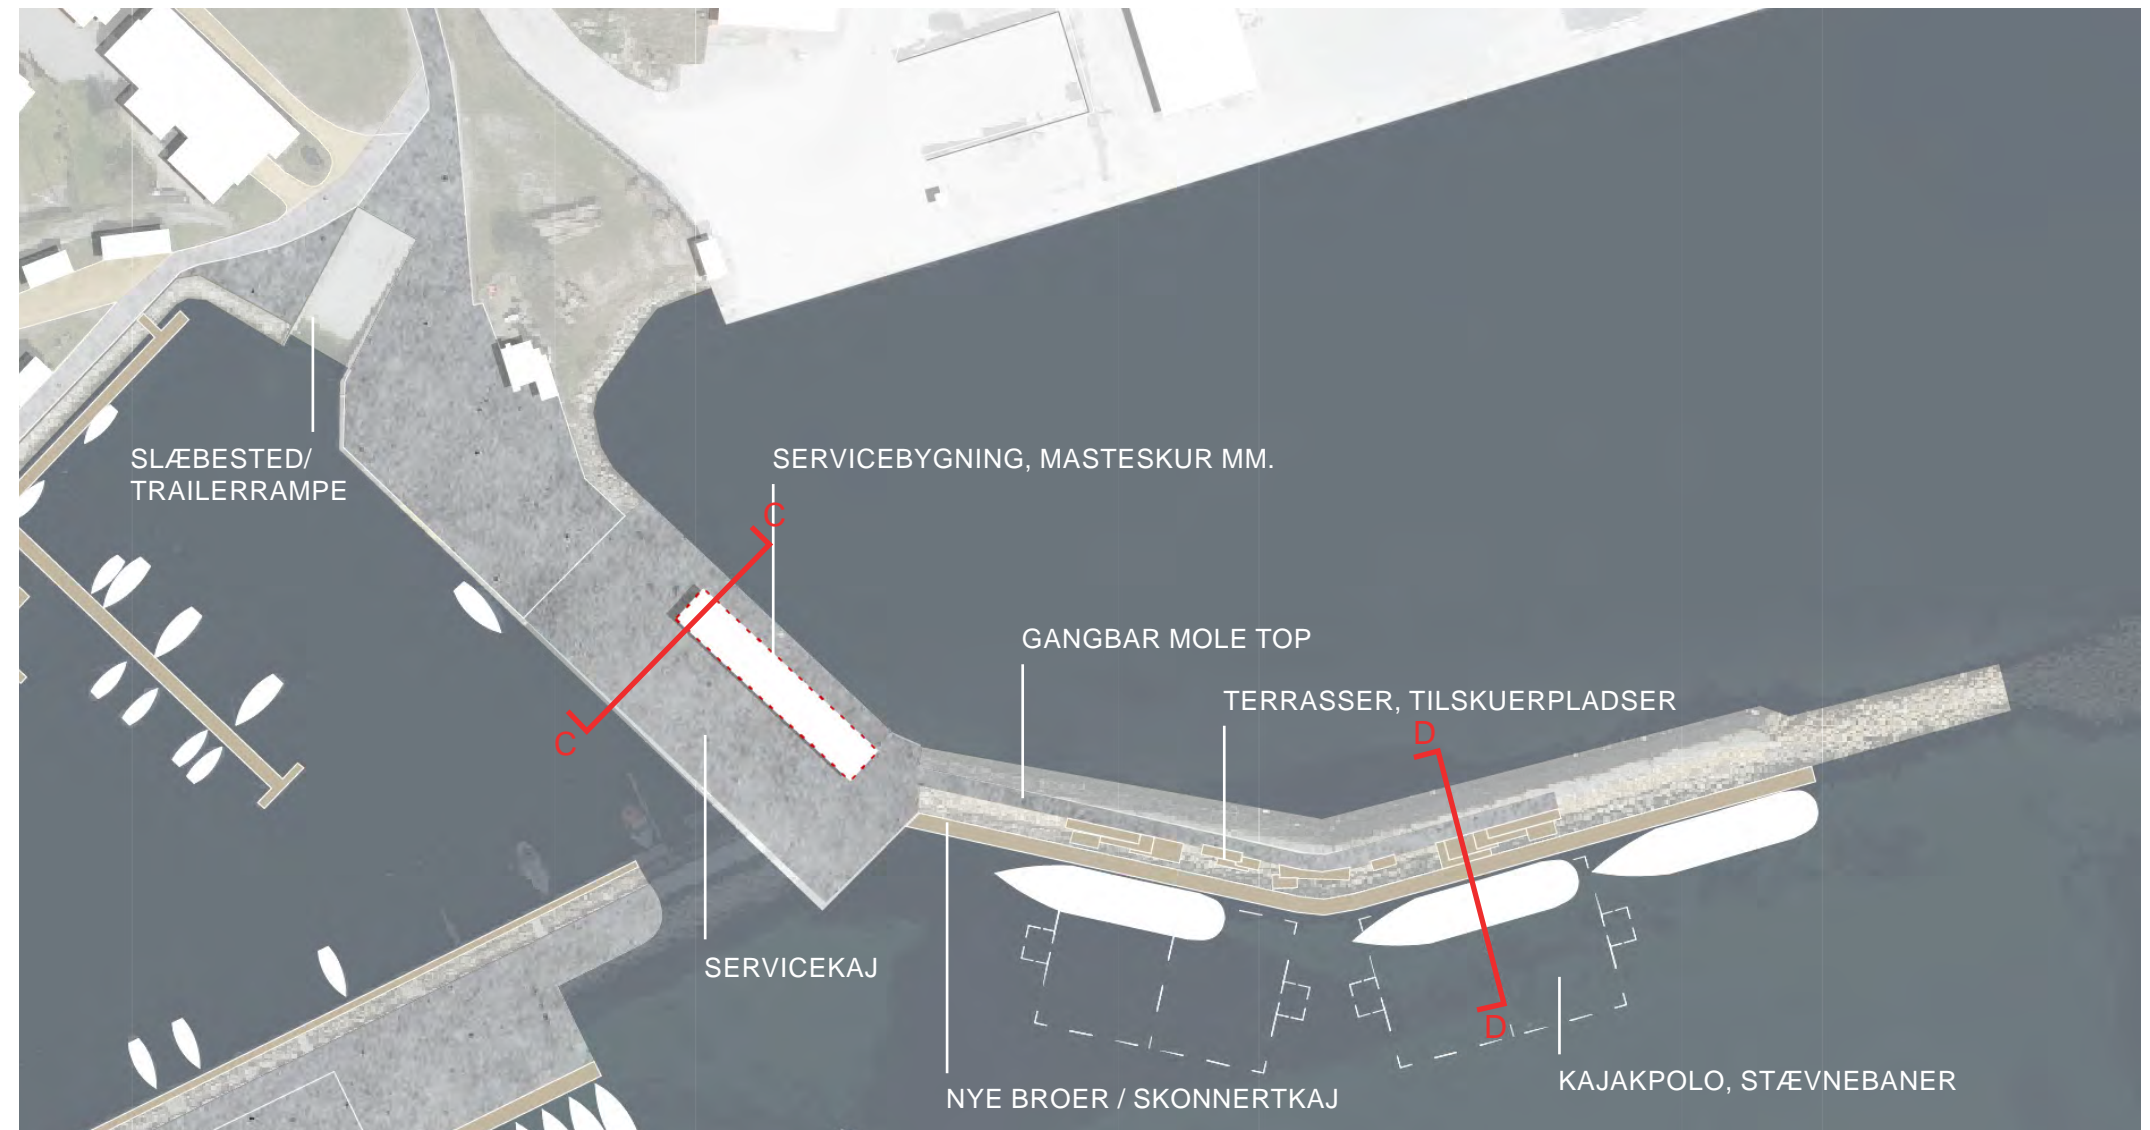 SLÆBESTED/
TRAILERRAMPE
SERVICEBYGNING, MASTESKUR MM.
C
C
GANGBAR MOLE TOP
TERRASSER, TILSKUERPLADSER
D
D
SERVICEKAJ
NYE BROER / SKONNERTKAJ
KAJAKPOLO, STÆVNEBANER